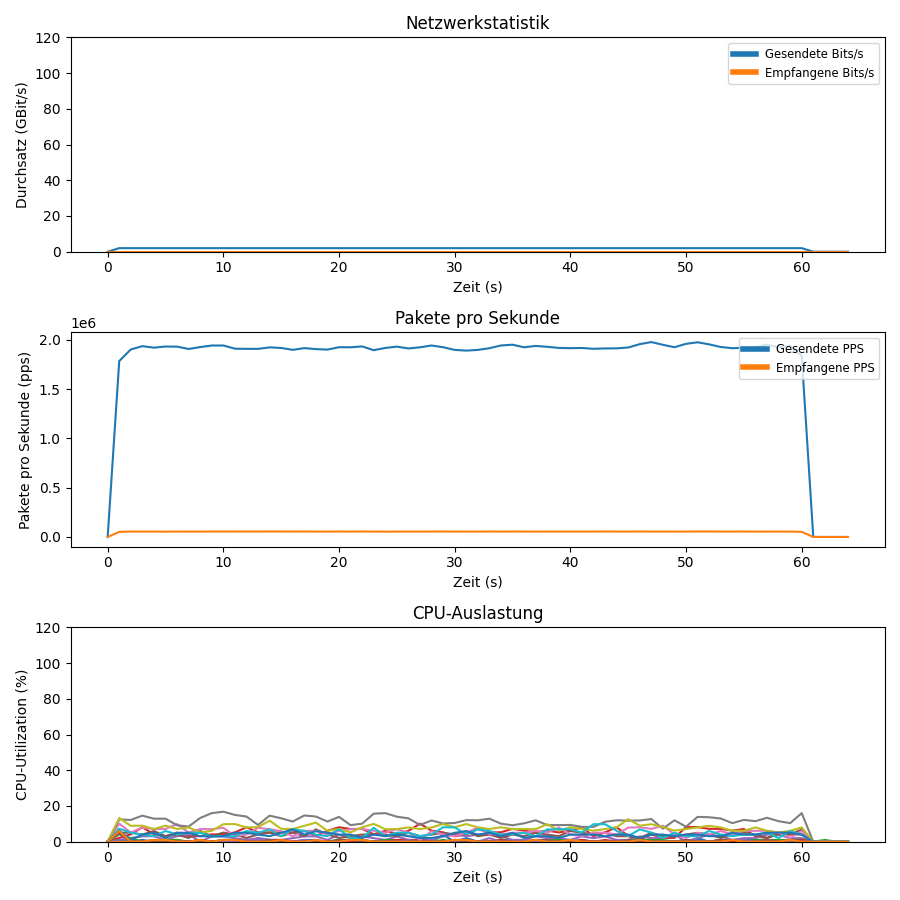 Netzwerkstatistik
120
100
80
60
40
20
0
Durchsatz (GBit/s)
Gesendete Bits/s
Empfangene Bits/s
0 10 20 30 40 50 60
Zeit (s)
Pakete pro Sekunde
1e6
2.0
1.5
1.0
0.5
0.0
Pakete pro Sekunde (pps)
Gesendete PPS
Empfangene PPS
0 10 20 30 40 50 60
Zeit (s)
CPU-Auslastung
120
100
80
60
40
20
0
CPU-Utilization (%)
0 10 20 30 40 50 60
Zeit (s)